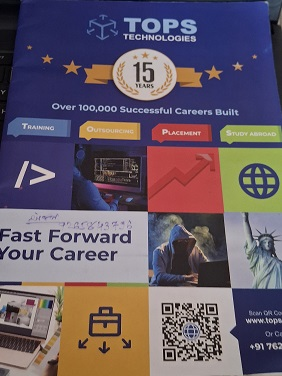 TOPS
TECHNOLOGIES
15
YEARS
Over 100,000 Successful Careers Built
TRAINING
OUTSOURCING
PLACEMENT
STUDY ABROAD
</>
Fast Forward
Your Career
Scan QR Co
www.tops
Or Ca
+91 762